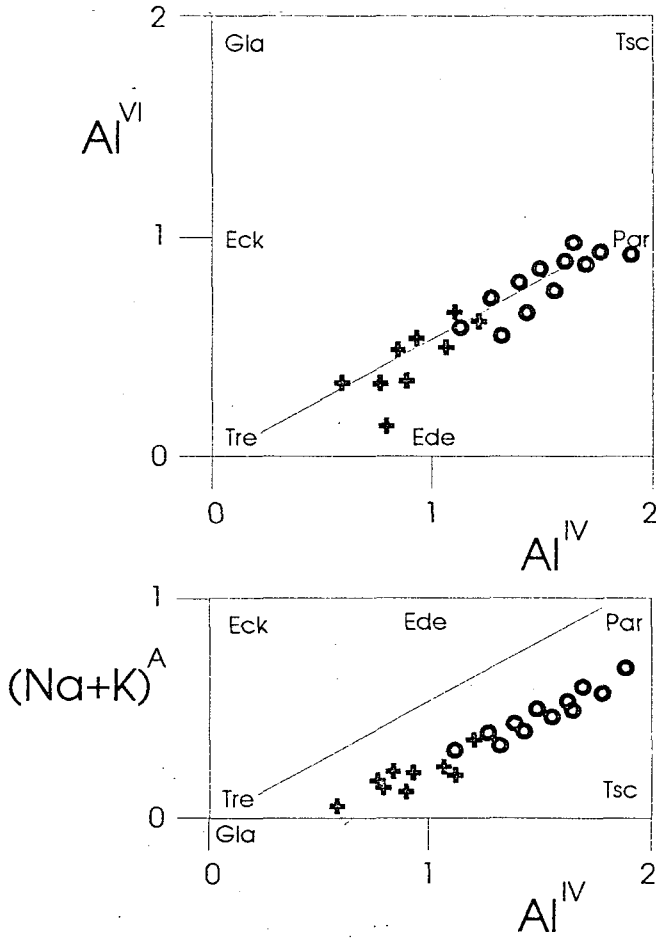 2
Gla Tsc
Al^VI
1
Eck Par
Tre Ede
0
0 1 2
Al^IV
1
Eck Ede Par
(Na+K)^A
Tre Tsc
0
Gla
0 1 2
Al^IV